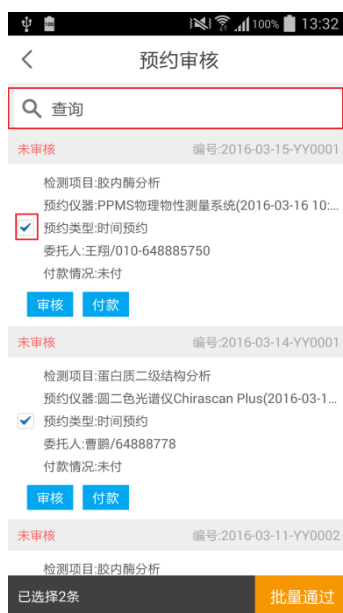 100% 13:32
预约审核
查询
未审核 编号:2016-03-15-YY0001
检测项目:胶内酶分析
预约仪器:PPMS物理物性测量系统(2016-03-16 10:...
预约类型:时间预约
委托人:王翔/010-648885750
付款情况:未付
审核 付款
未审核 编号:2016-03-14-YY0001
检测项目:蛋白质二级结构分析
预约仪器:圆二色光谱仪Chirascan Plus(2016-03-1...
预约类型:时间预约
委托人:曹鹏/64888778
付款情况:未付
审核 付款
未审核 编号:2016-03-11-YY0002
检测项目:胶内酶分析
已选择2条 批量通过